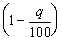 (1 - q/100)